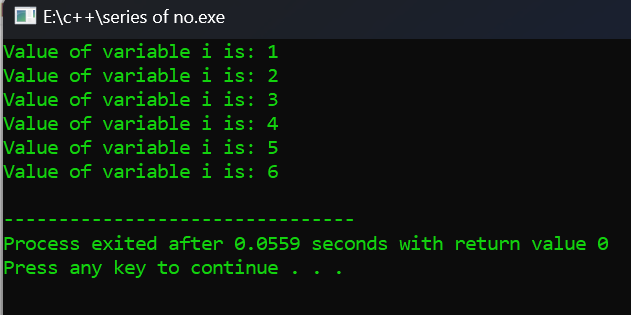 E:\c++\series of no.exe
Value of variable i is: 1
Value of variable i is: 2
Value of variable i is: 3
Value of variable i is: 4
Value of variable i is: 5
Value of variable i is: 6
--------------------------------
Process exited after 0.0559 seconds with return value 0
Press any key to continue . . .